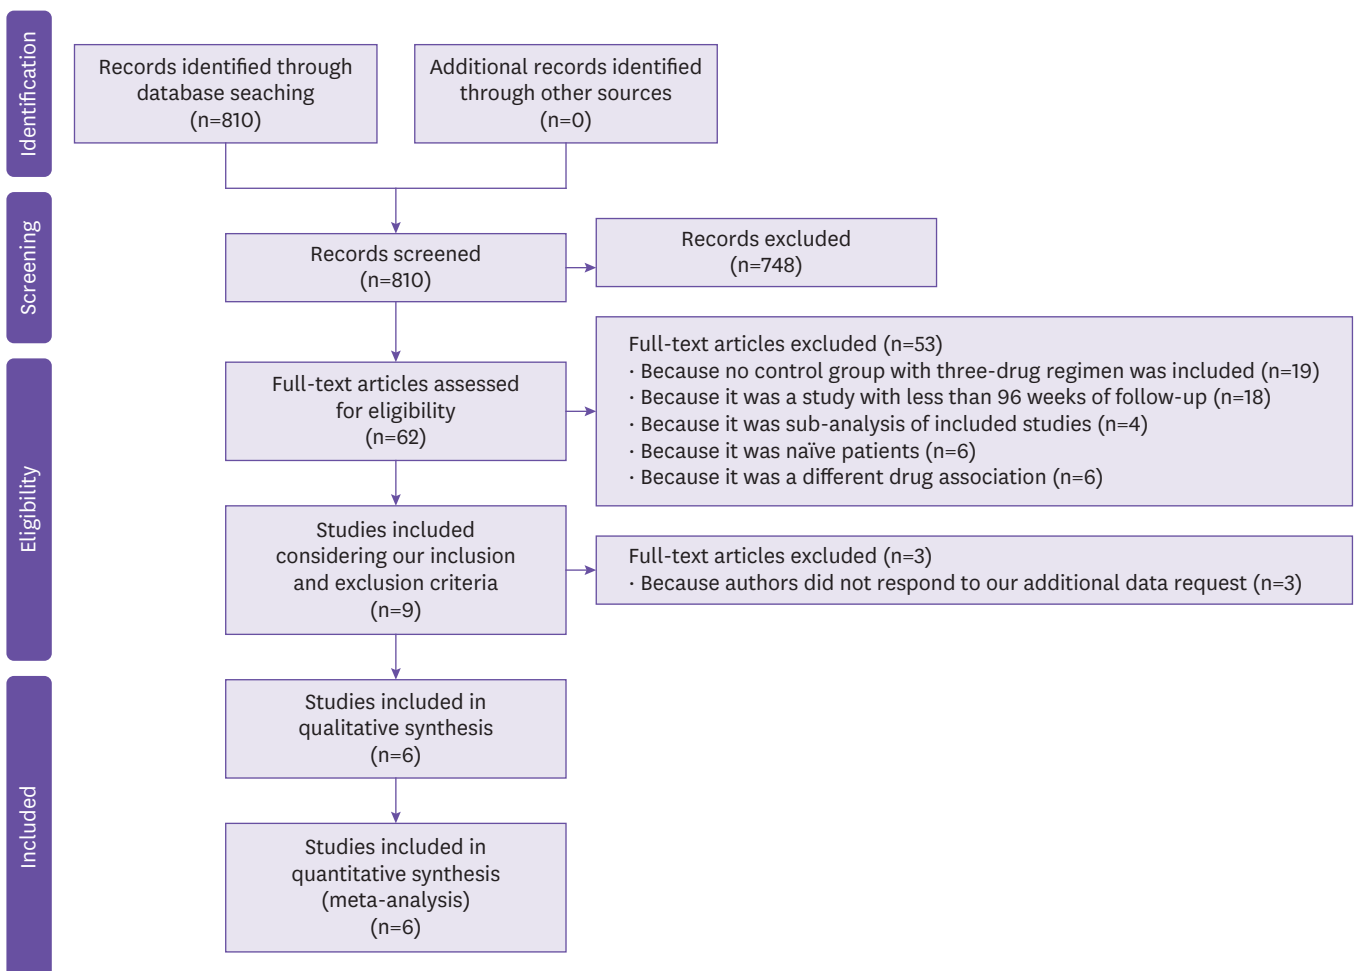 Identification
Records identified through
database seaching
(n=810)
Additional records identified
through other sources
(n=0)
Screening
Records screened
(n=810)
Records excluded
(n=748)
Eligibility
Full-text articles assessed
for eligibility
(n=62)
Full-text articles excluded (n=53)
· Because no control group with three-drug regimen was included (n=19)
· Because it was a study with less than 96 weeks of follow-up (n=18)
· Because it was sub-analysis of included studies (n=4)
· Because it was naïve patients (n=6)
· Because it was a different drug association (n=6)
Studies included
considering our inclusion
and exclusion criteria
(n=9)
Full-text articles excluded (n=3)
· Because authors did not respond to our additional data request (n=3)
Included
Studies included in
qualitative synthesis
(n=6)
Studies included in
quantitative synthesis
(meta-analysis)
(n=6)